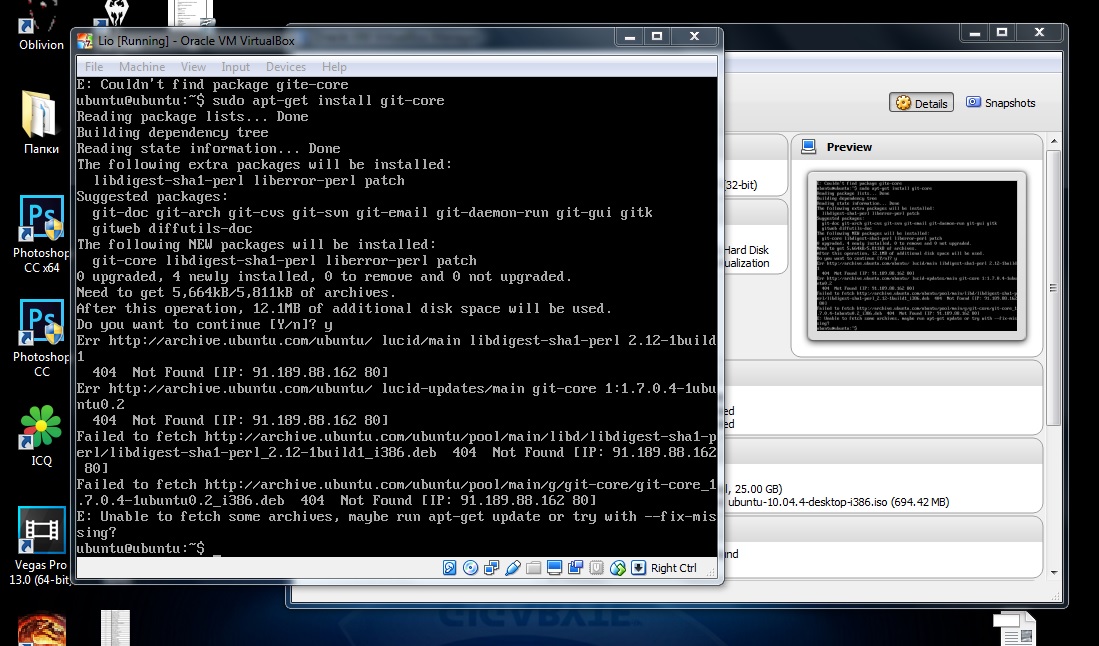 Oblivion
Папки
Photoshop
CC x64
Photoshop
CC
ICQ
Vegas Pro
13.0 (64-bit)
Lio [Running] - Oracle VM VirtualBox
File Machine View Input Devices Help
E: Couldn't find package gite-core
ubuntu@ubuntu:~$ sudo apt-get install git-core
Reading package lists... Done
Building dependency tree
Reading state information... Done
The following extra packages will be installed:
libdigest-sha1-perl liberror-perl patch
Suggested packages:
git-doc git-arch git-cvs git-svn git-email git-daemon-run git-gui gitk
gitweb diffutils-doc
The following NEW packages will be installed:
git-core libdigest-sha1-perl liberror-perl patch
0 upgraded, 4 newly installed, 0 to remove and 0 not upgraded.
Need to get 5,664kB/5,811kB of archives.
After this operation, 12.1MB of additional disk space will be used.
Do you want to continue [Y/n]? y
Err http://archive.ubuntu.com/ubuntu/ lucid/main libdigest-sha1-perl 2.12-1build
1
404 Not Found [IP: 91.189.88.162 80]
Err http://archive.ubuntu.com/ubuntu/ lucid-updates/main git-core 1:1.7.0.4-1ubu
ntu0.2
404 Not Found [IP: 91.189.88.162 80]
Failed to fetch http://archive.ubuntu.com/ubuntu/pool/main/libd/libdigest-sha1-p
erl/libdigest-sha1-perl_2.12-1build1_i386.deb 404 Not Found [IP: 91.189.88.162
80]
Failed to fetch http://archive.ubuntu.com/ubuntu/pool/main/g/git-core/git-core_1
.7.0.4-1ubuntu0.2_i386.deb 404 Not Found [IP: 91.189.88.162 80]
E: Unable to fetch some archives, maybe run apt-get update or try with --fix-mis
sing?
ubuntu@ubuntu:~$ _
Right Ctrl
Details Snapshots
Preview
(32-bit)
Hard Disk
ualization
ed
ed
l, 25.00 GB)
ubuntu-10.04.4-desktop-i386.iso (694.42 MB)
und